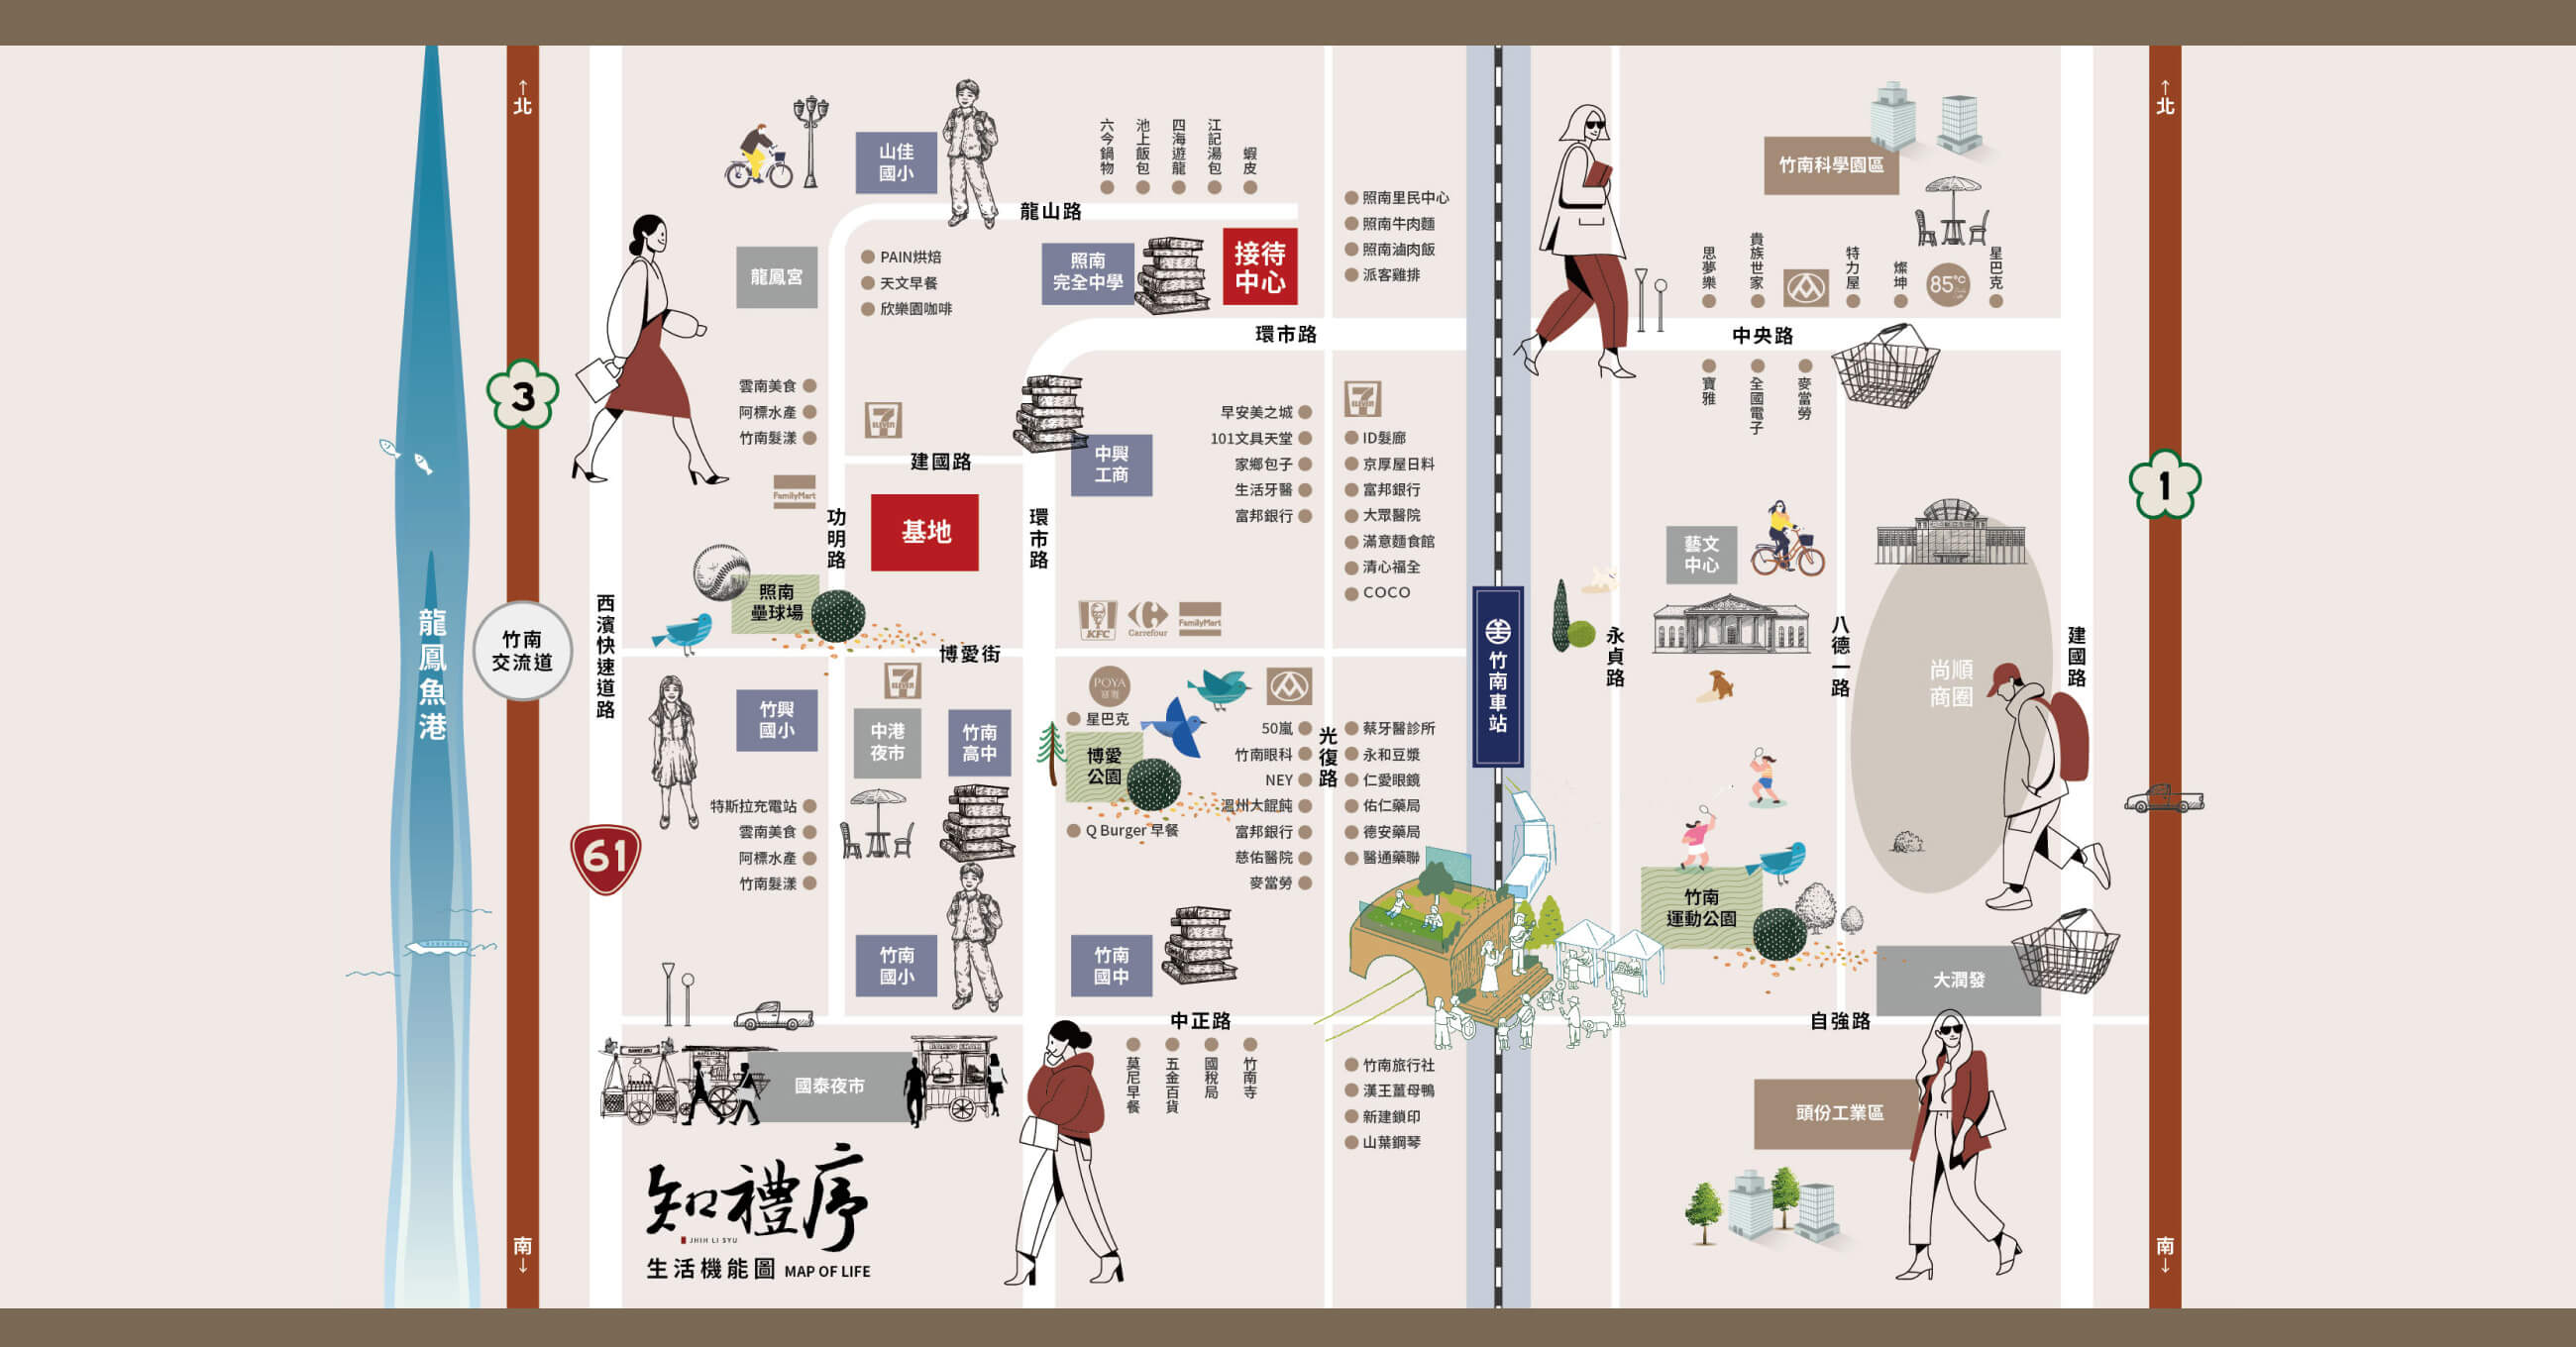 ↑北
↑北
山佳
國小
六今鍋物
池上飯包
四海遊龍
江記湯包
蝦皮
龍山路
照南里民中心
照南牛肉麵
照南滷肉飯
派客雞排
竹南科學園區
龍鳳宮
PAIN烘焙
天文早餐
欣樂園咖啡
照南
完全中學
接待
中心
思夢樂
貴族世家
特力屋
燦坤
85°C
星巴克
環市路
中央路
寶雅
全國電子
麥當勞
3
雲南美食
阿標水產
竹南髮漾
7
ELEVEN
FamilyMart
建國路
中興
工商
早安美之城
101文具天堂
家鄉包子
生活牙醫
富邦銀行
7
ELEVEN
ID髮廊
京厚屋日料
富邦銀行
大眾醫院
滿意麵食館
清心福全
COCO
1
基地
功明路
環市路
藝文
中心
照南
壘球場
KFC
Carrefour
FamilyMart
龍鳳魚港
竹南
交流道
西濱快速道路
博愛街
竹南車站
永貞路
八德一路
尚順
商圈
建國路
竹興
國小
7
ELEVEN
中港
夜市
竹南
高中
POYA
寶雅
星巴克
博愛
公園
Q Burger 早餐
50嵐
竹南眼科
NEY
溫州大餛飩
富邦銀行
慈佑醫院
麥當勞
光復路
蔡牙醫診所
永和豆漿
仁愛眼鏡
佑仁藥局
德安藥局
醫通藥聯
特斯拉充電站
雲南美食
阿標水產
竹南髮漾
61
竹南
運動公園
竹南
國小
竹南
國中
大潤發
中正路
自強路
國泰夜市
莫尼早餐
五金百貨
國稅局
竹南寺
竹南旅行社
漢王薑母鴨
新建鎖印
山葉鋼琴
頭份工業區
知禮序
JHIH LI SYU
生活機能圖 MAP OF LIFE
南↓
南↓